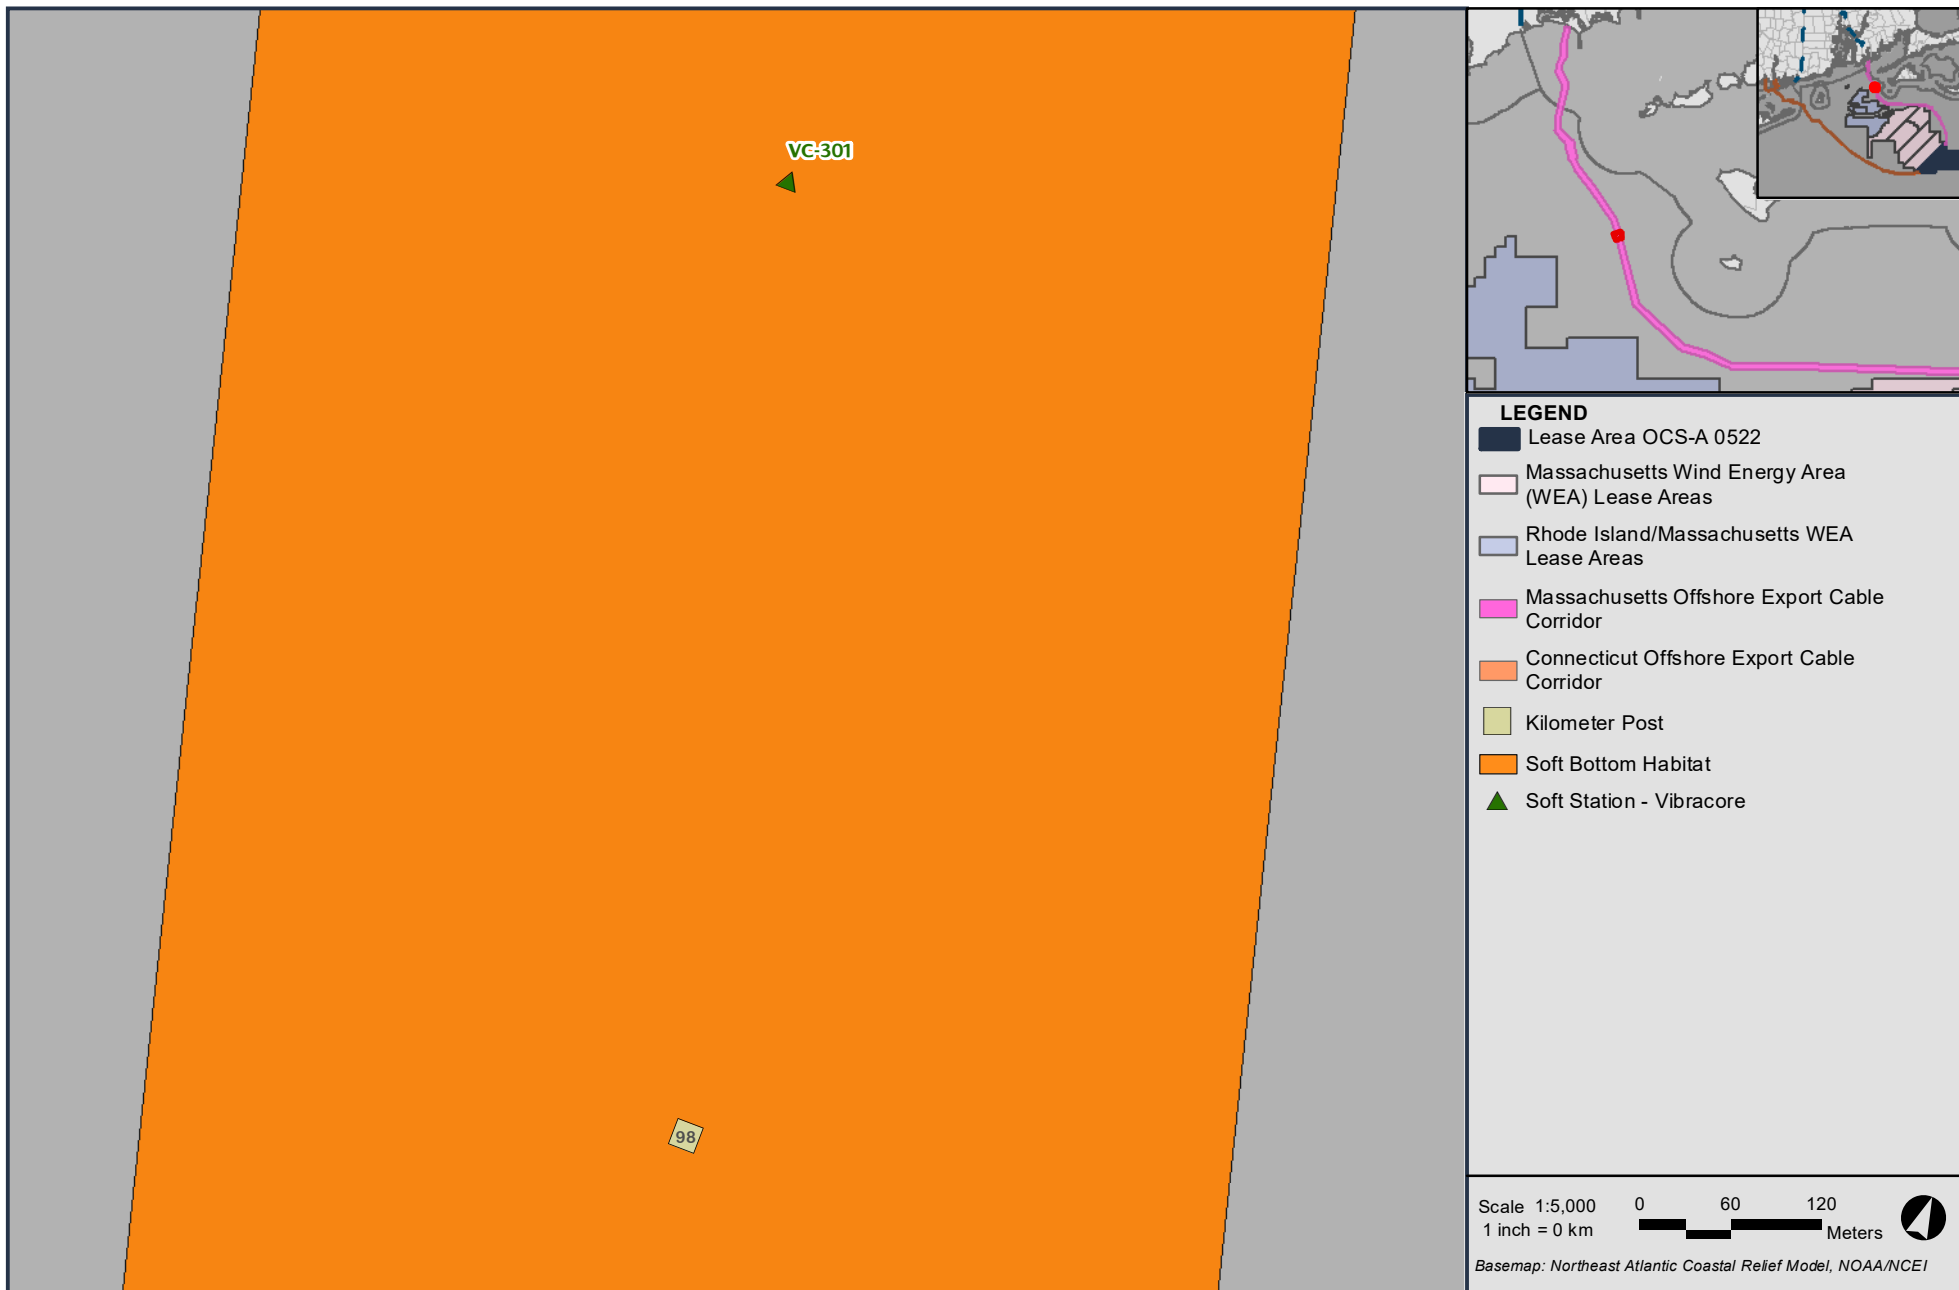 VC-301
98
LEGEND
Lease Area OCS-A 0522
Massachusetts Wind Energy Area
(WEA) Lease Areas
Rhode Island/Massachusetts WEA
Lease Areas
Massachusetts Offshore Export Cable
Corridor
Connecticut Offshore Export Cable
Corridor
Kilometer Post
Soft Bottom Habitat
Soft Station - Vibracore
Scale 1:5,000
1 inch = 0 km
0 60 120
Meters
Basemap: Northeast Atlantic Coastal Relief Model, NOAA/NCEI